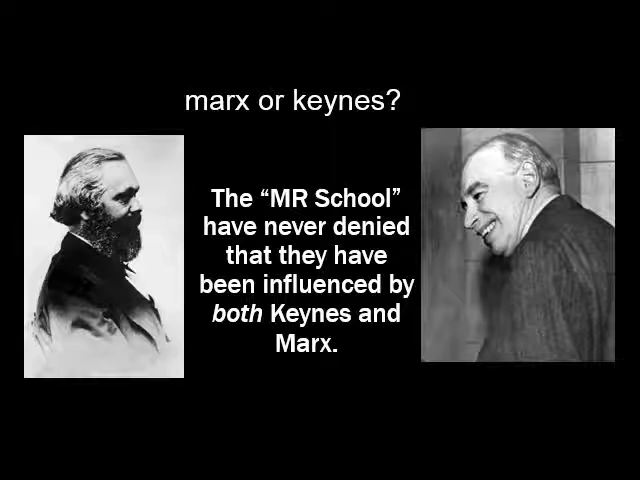 marx or keynes?
The “MR School”
have never denied
that they have
been influenced by
both Keynes and
Marx.